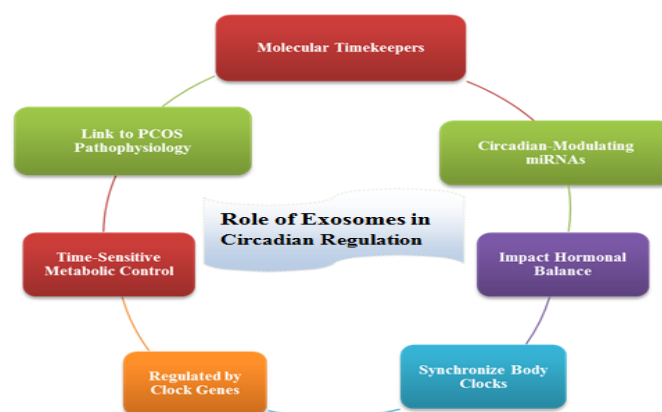 Molecular Timekeepers
Link to PCOS
Pathophysiology
Circadian-Modulating
miRNAs
Role of Exosomes in
Circadian Regulation
Time-Sensitive
Metabolic Control
Impact Hormonal
Balance
Regulated by
Clock Genes
Synchronize Body
Clocks